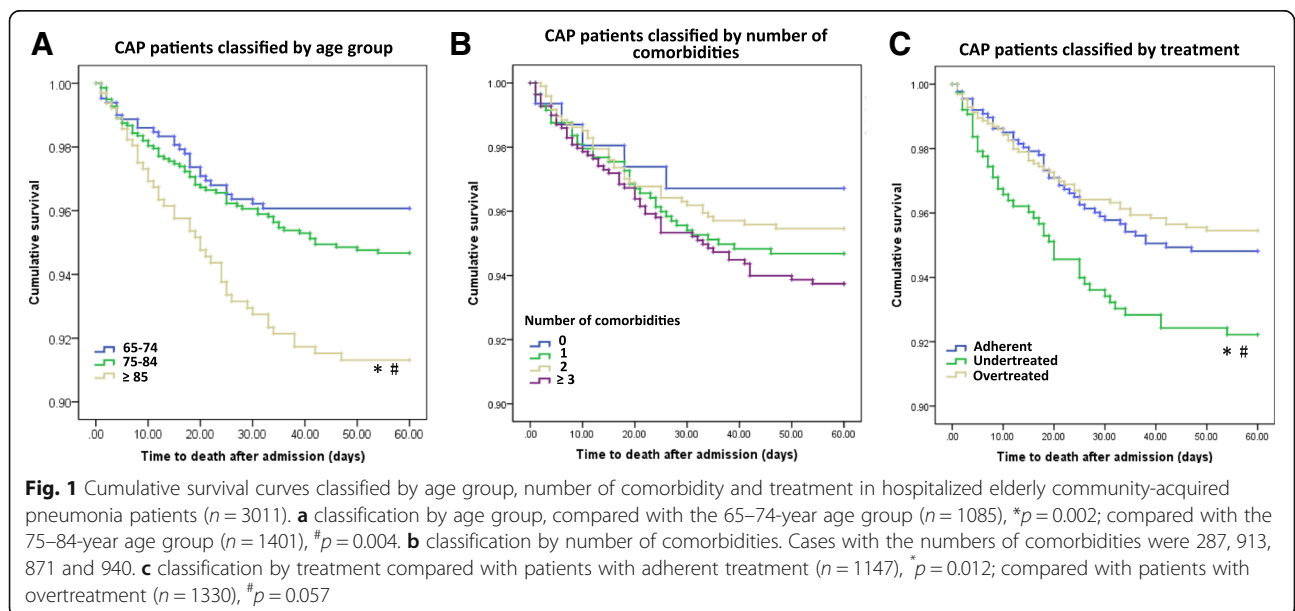 A
CAP patients classified by age group
1.00
0.98
0.96
0.94
0.92
0.90
Cumulative survival
65-74
75-84
≥ 85
* #
.00 10.00 20.00 30.00 40.00 50.00 60.00
Time to death after admission (days)
B
CAP patients classified by number of
comorbidities
1.00
0.98
0.96
0.94
0.92
0.90
Cumulative survival
Number of comorbidities
0
1
2
≥ 3
.00 10.00 20.00 30.00 40.00 50.00 60.00
Time to death after admission (days)
C
CAP patients classified by treatment
1.00
0.98
0.96
0.94
0.92
0.90
Cumulative survival
Adherent
Undertreated
Overtreated
* #
.00 10.00 20.00 30.00 40.00 50.00 60.00
Time to death after admission (days)
Fig. 1 Cumulative survival curves classified by age group, number of comorbidity and treatment in hospitalized elderly community-acquired
pneumonia patients (n = 3011). a classification by age group, compared with the 65–74-year age group (n = 1085), *p = 0.002; compared with the
75–84-year age group (n = 1401), #p = 0.004. b classification by number of comorbidities. Cases with the numbers of comorbidities were 287, 913,
871 and 940. c classification by treatment compared with patients with adherent treatment (n = 1147), *p = 0.012; compared with patients with
overtreatment (n = 1330), #p = 0.057